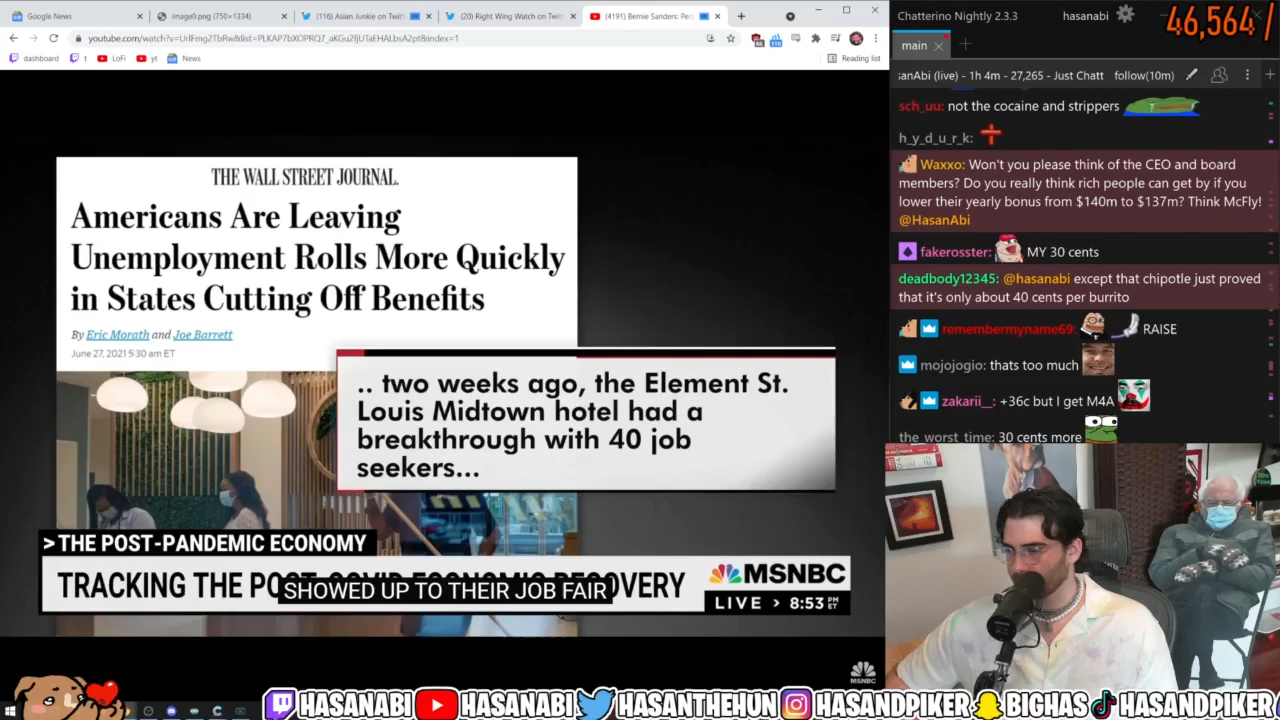 Google News
image0.png (750×1334)
(116) Asian Junkie on Twitt
(20) Right Wing Watch on Twitt
(4191) Bernie Sanders: Peo
youtube.com/watch?v=UrlFmg2TbRw&list=PLKAP7bXOPRQ7_aKGu2fjUTaEHALbsA2pt&index=1
dashboard
t
LoFi
yt
News
Reading list
THE WALL STREET JOURNAL.
Americans Are Leaving
Unemployment Rolls More Quickly
in States Cutting Off Benefits
By Eric Morath and Joe Barrett
June 27, 2021 5:30 am ET
.. two weeks ago, the Element St.
Louis Midtown hotel had a
breakthrough with 40 job
seekers...
>THE POST-PANDEMIC ECONOMY
TRACKING THE
SHOWED UP TO THEIR JOB FAIR
MSNBC
LIVE > 8:53 PM ET
MSNBC
Chatterino Nightly 2.3.3
hasanabi
46,564 /
main
sanAbi (live) - 1h 4m - 27,265 - Just Chatt
follow(10m)
sch_uu: not the cocaine and strippers
h_y_d_u_r_k:
Waxxo: Won't you please think of the CEO and board
members? Do you really think rich people can get by if you
lower their yearly bonus from $140m to $137m? Think McFly!
@HasanAbi
fakerosster: MY 30 cents
deadbody12345: @hasanabi except that chipotle just proved
that it's only about 40 cents per burrito
remembermyname69: RAISE
mojojogio: thats too much
zakarii__: +36c but I get M4A
the_worst_time: 30 cents more
HASANABI
HASANABI
HASANTHEHUN
HASANDPIKER
BIGHAS
HASANDPIKER